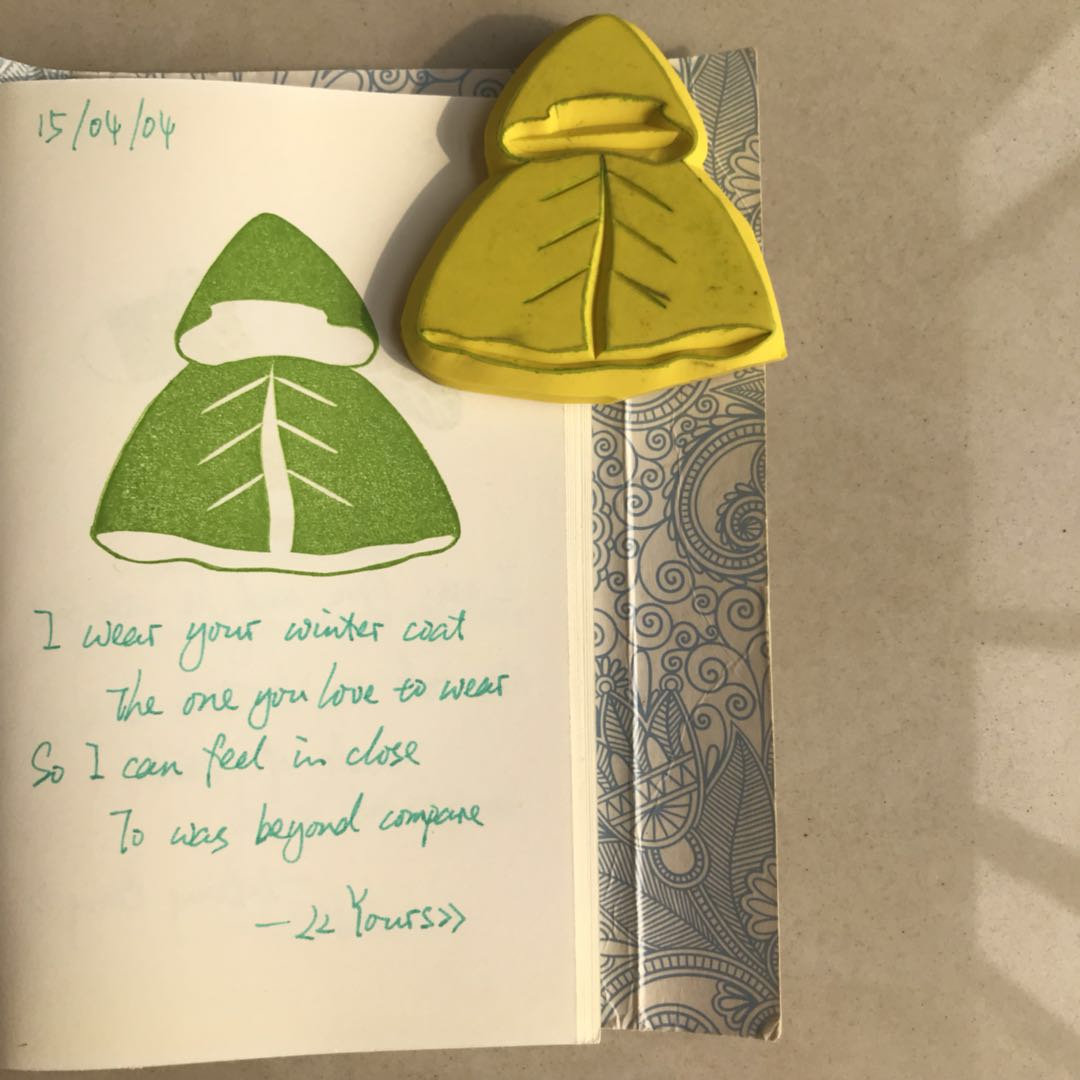 15/04/04
I wear your winter coat
The one you love to wear
So I can feel in close
To was beyond compare
—《Yours》